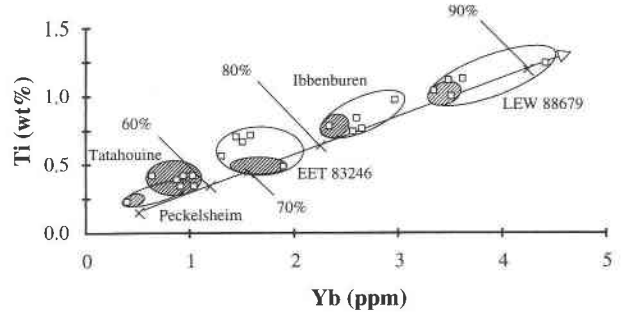 90%
1.5
80%
Ibbenburen
1.0
60%
LEW 88679
Tatahouine
0.5
EET 83246
70%
Peckelsheim
0.0
0 1 2 3 4 5
Ti (wt%)
Yb (ppm)